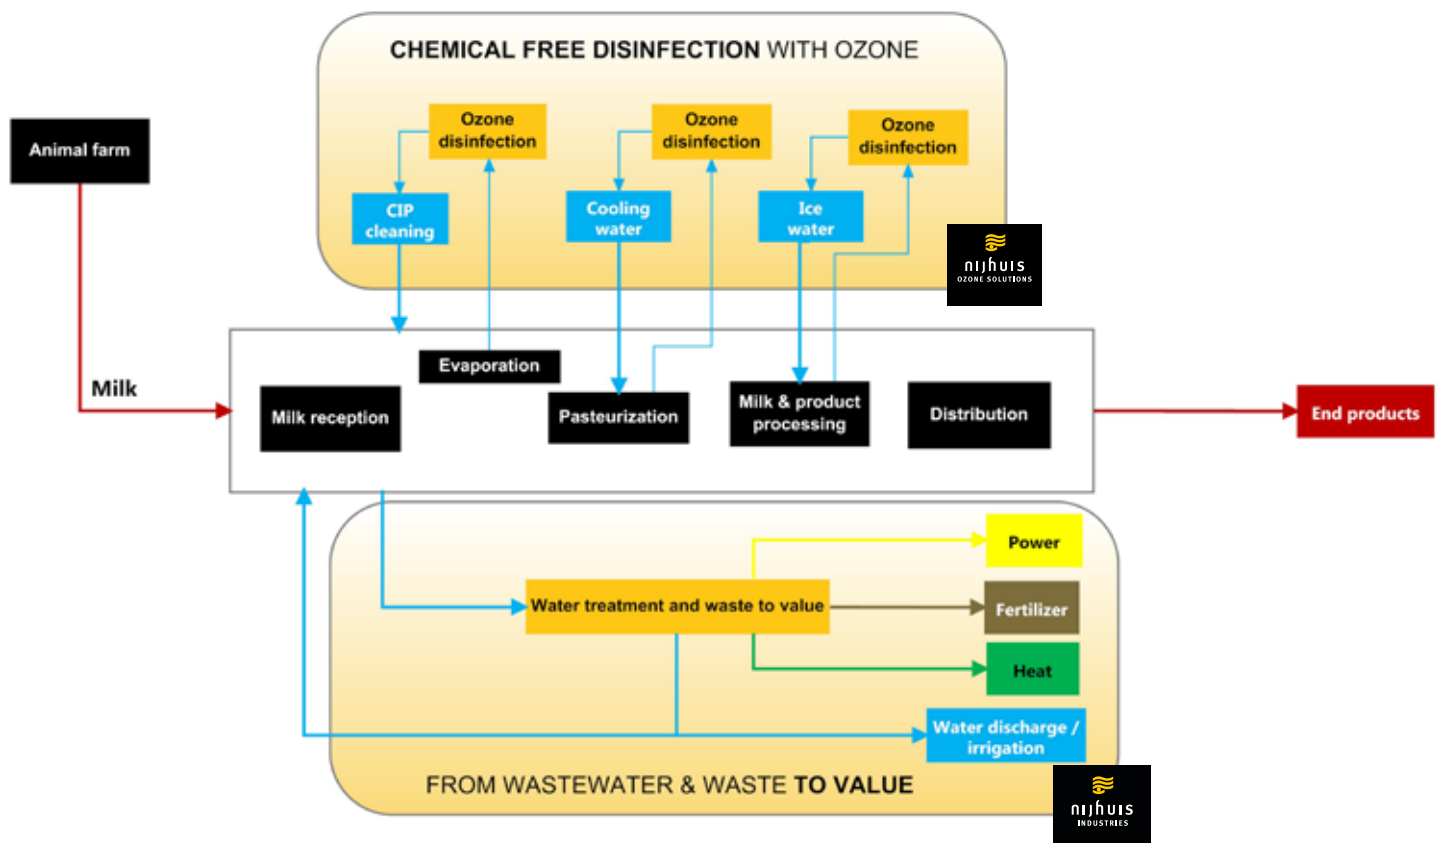 CHEMICAL FREE DISINFECTION WITH OZONE
Animal farm
Ozone
disinfection
Ozone
disinfection
Ozone
disinfection
CIP
cleaning
Cooling
water
Ice
water
nijhuis
OZONE SOLUTIONS
Milk
Evaporation
Milk reception
Pasteurization
Milk & product
processing
Distribution
End products
Power
Water treatment and waste to value
Fertilizer
Heat
Water discharge /
irrigation
FROM WASTEWATER & WASTE TO VALUE
nijhuis
INDUSTRIES